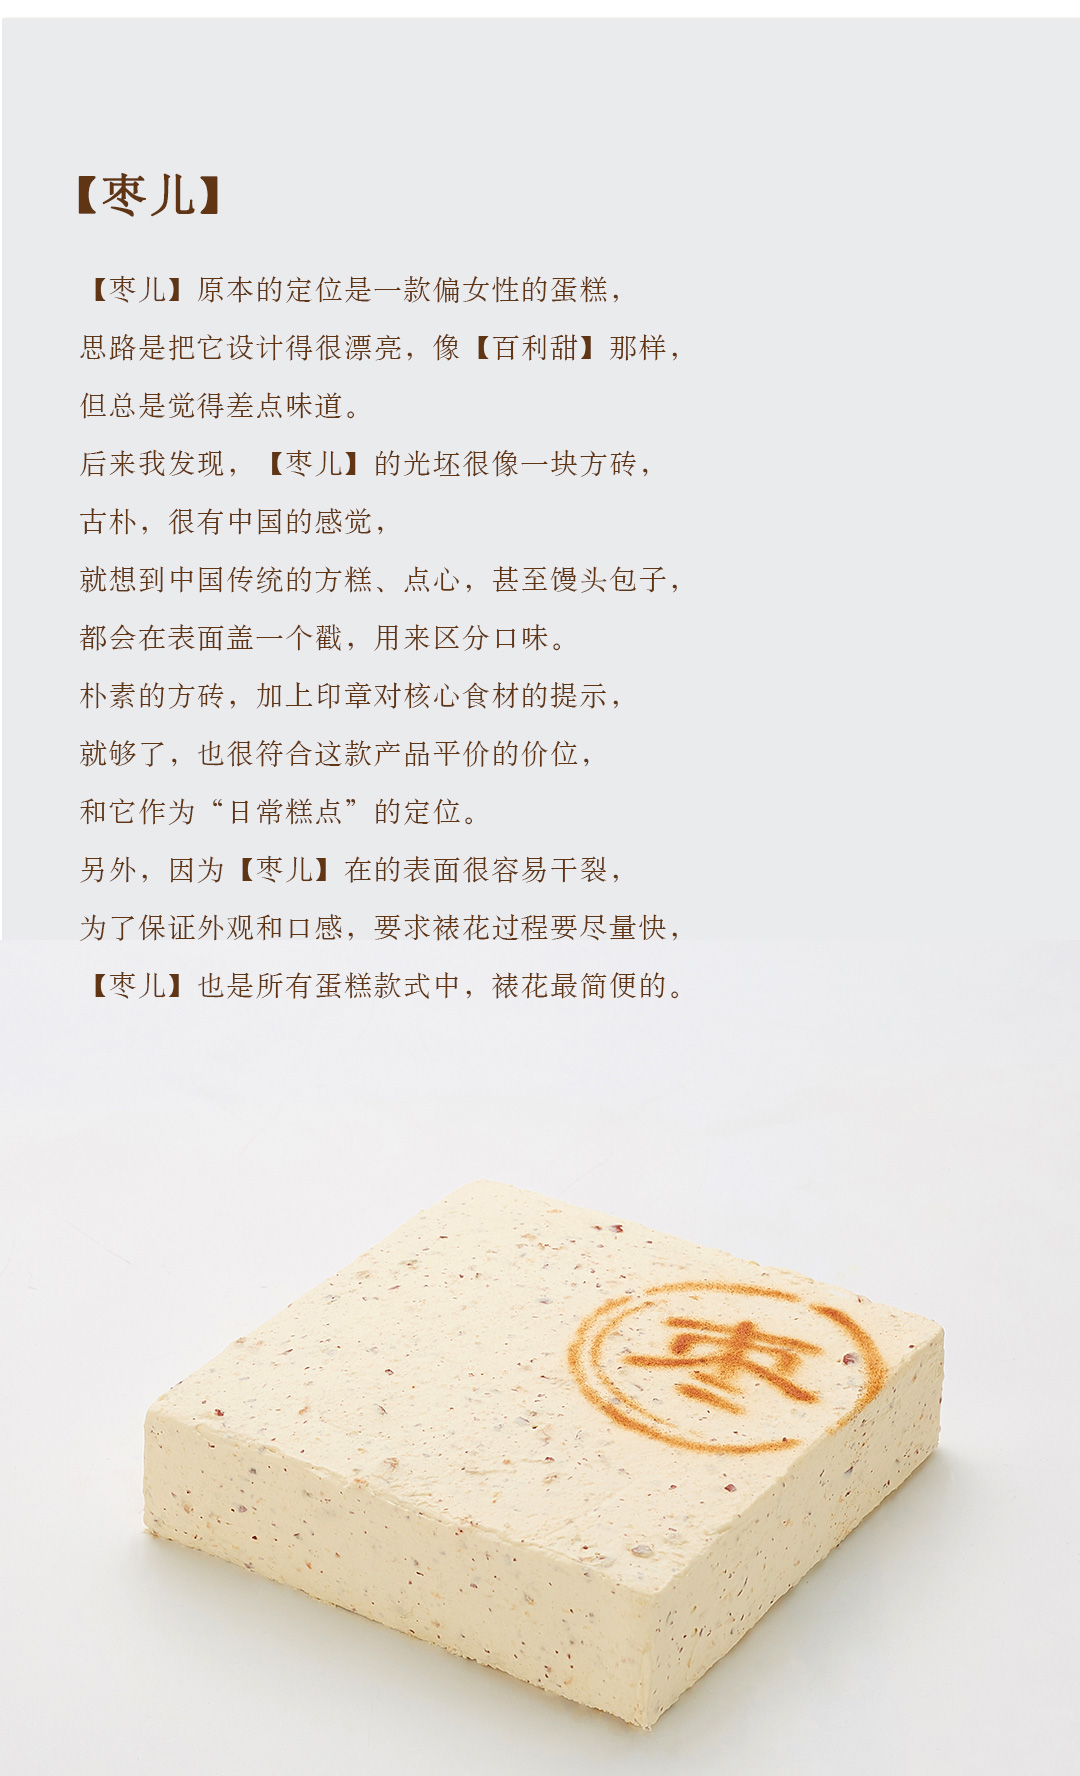 【枣儿】
【枣儿】原本的定位是一款偏女性的蛋糕，
思路是把它设计得很漂亮，像【百利甜】那样，
但总是觉得差点味道。
后来我发现，【枣儿】的光坯很像一块方砖，
古朴，很有中国的感觉，
就想到中国传统的方糕、点心，甚至馒头包子，
都会在表面盖一个戳，用来区分口味。
朴素的方砖，加上印章对核心食材的提示，
就够了，也很符合这款产品平价的价位，
和它作为“日常糕点”的定位。
另外，因为【枣儿】在的表面很容易干裂，
为了保证外观和口感，要求裱花过程要尽量快，
【枣儿】也是所有蛋糕款式中，裱花最简便的。
枣